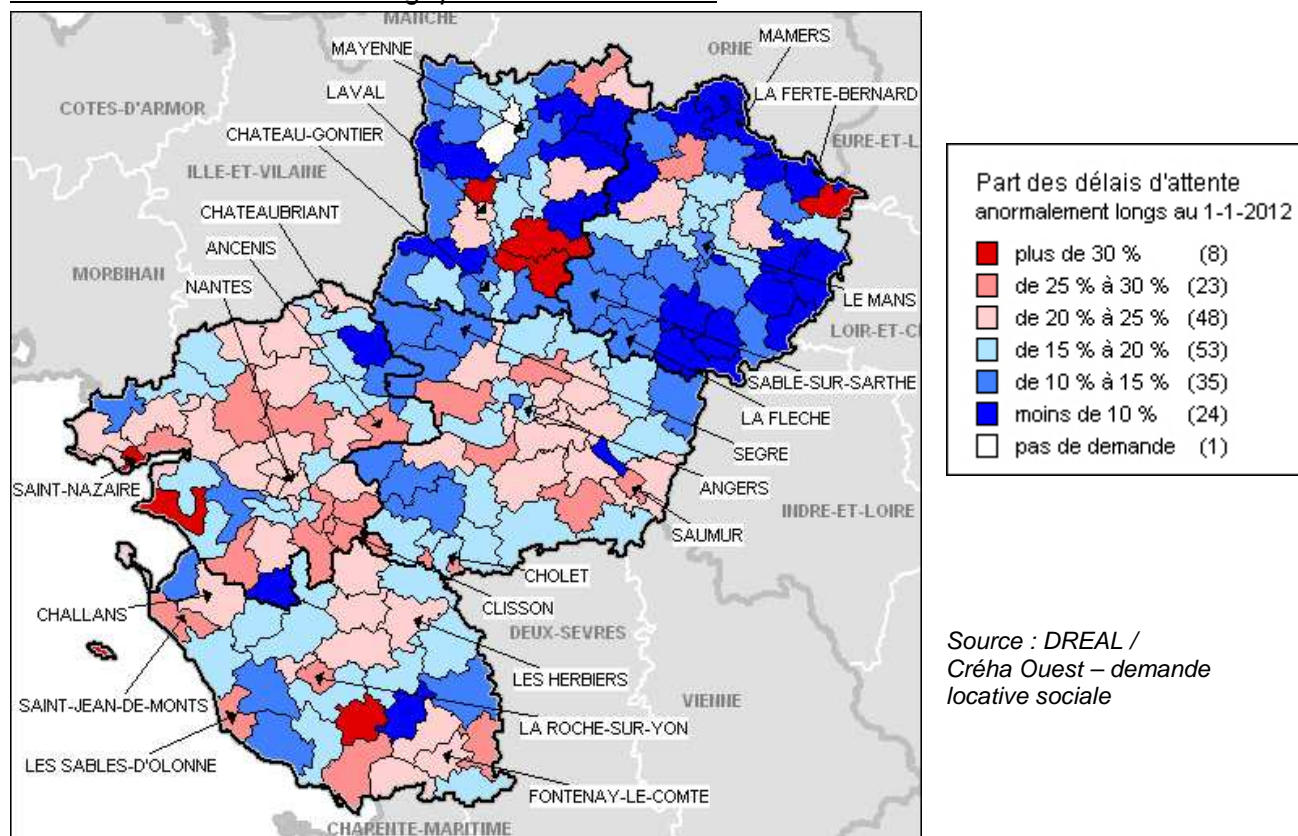 MANCHE
MAYENNE
ORNE
MAMERS
LAVAL
LA FERTE-BERNARD
COTES-D'ARMOR
CHATEAU-GONTIER
EURE-ET-L
ILLE-ET-VILAINE
CHATEAUBRIANT
ANCENIS
MORBIHAN
NANTES
LE MANS
LOIR-ET-C
SABLE-SUR-SARTHE
LA FLECHE
SEGRE
SAINT-NAZAIRE
ANGERS
INDRE-ET-LOIRE
SAUMUR
CHOLET
CHALLANS
CLISSON
DEUX-SEVRES
LES HERBIERS
SAINT-JEAN-DE-MONTS
VIENNE
LA ROCHE-SUR-YON
LES SABLES-D'OLONNE
FONTENAY-LE-COMTE
CHARENTE-MARITIME
Part des délais d'attente
anormalement longs au 1-1-2012
plus de 30 % (8)
de 25 % à 30 % (23)
de 20 % à 25 % (48)
de 15 % à 20 % (53)
de 10 % à 15 % (35)
moins de 10 % (24)
pas de demande (1)
Source : DREAL /
Créha Ouest – demande
locative sociale